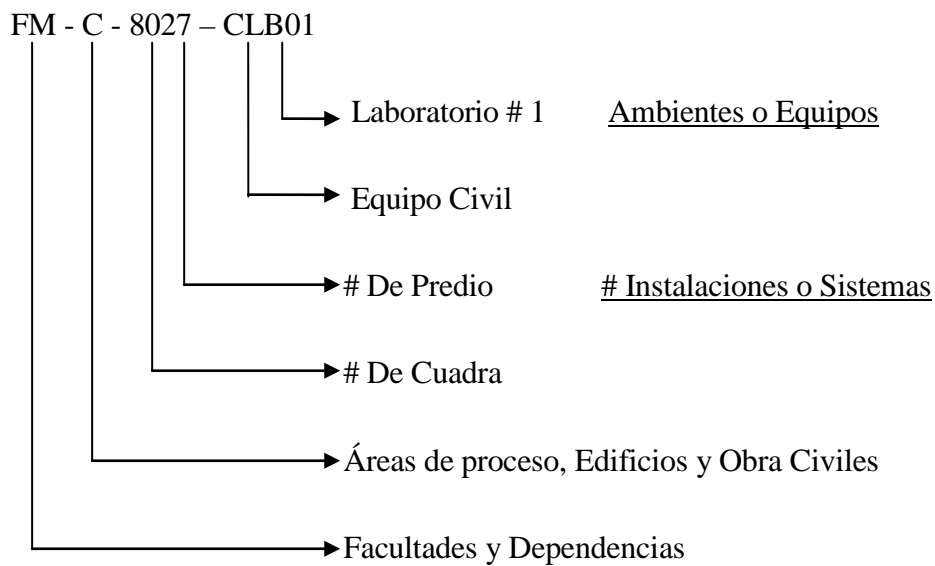 FM - C - 8027 – CLB01
Laboratorio # 1 Ambientes o Equipos
Equipo Civil
# De Predio # Instalaciones o Sistemas
# De Cuadra
Áreas de proceso, Edificios y Obra Civiles
Facultades y Dependencias